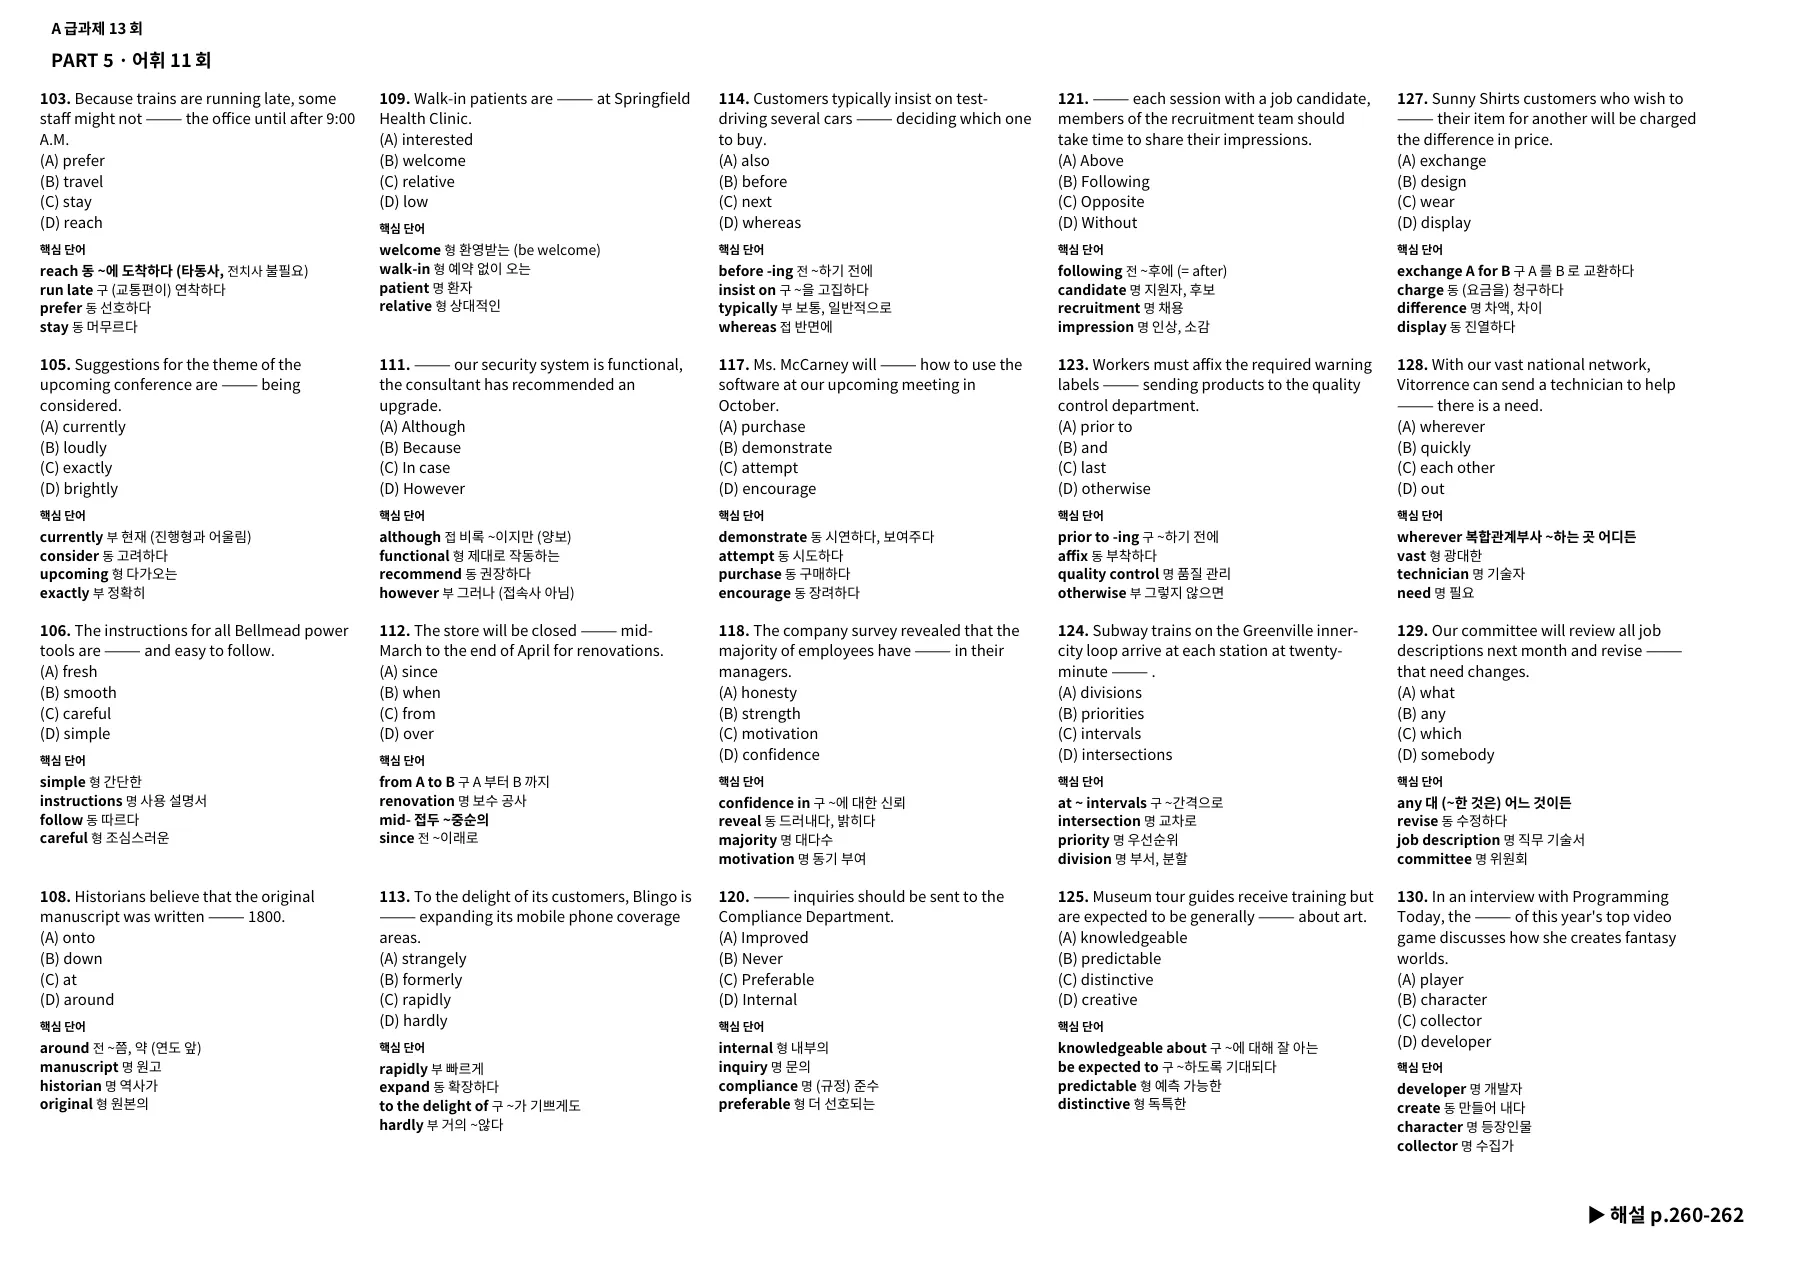 A 급과제 13 회
PART 5 · 어휘 11 회
103. Because trains are running late, some
staff might not ——— the office until after 9:00
A.M.
(A) prefer
(B) travel
(C) stay
(D) reach
핵심 단어
reach 동 ~에 도착하다 (타동사, 전치사 불필요)
run late 구 (교통편이) 연착하다
prefer 동 선호하다
stay 동 머무르다
105. Suggestions for the theme of the
upcoming conference are ——— being
considered.
(A) currently
(B) loudly
(C) exactly
(D) brightly
핵심 단어
currently 부 현재 (진행형과 어울림)
consider 동 고려하다
upcoming 형 다가오는
exactly 부 정확히
106. The instructions for all Bellmead power
tools are ——— and easy to follow.
(A) fresh
(B) smooth
(C) careful
(D) simple
핵심 단어
simple 형 간단한
instructions 명 사용 설명서
follow 동 따르다
careful 형 조심스러운
108. Historians believe that the original
manuscript was written ——— 1800.
(A) onto
(B) down
(C) at
(D) around
핵심 단어
around 전 ~쯤, 약 (연도 앞)
manuscript 명 원고
historian 명 역사가
original 형 원본의
109. Walk-in patients are ——— at Springfield
Health Clinic.
(A) interested
(B) welcome
(C) relative
(D) low
핵심 단어
welcome 형 환영받는 (be welcome)
walk-in 형 예약 없이 오는
patient 명 환자
relative 형 상대적인
111. ——— our security system is functional,
the consultant has recommended an
upgrade.
(A) Although
(B) Because
(C) In case
(D) However
핵심 단어
although 접 비록 ~이지만 (양보)
functional 형 제대로 작동하는
recommend 동 권장하다
however 부 그러나 (접속사 아님)
112. The store will be closed ——— mid-
March to the end of April for renovations.
(A) since
(B) when
(C) from
(D) over
핵심 단어
from A to B 구 A 부터 B 까지
renovation 명 보수 공사
mid- 접두 ~중순의
since 전 ~이래로
113. To the delight of its customers, Blingo is
——— expanding its mobile phone coverage
areas.
(A) strangely
(B) formerly
(C) rapidly
(D) hardly
핵심 단어
rapidly 부 빠르게
expand 동 확장하다
to the delight of 구 ~가 기쁘게도
hardly 부 거의 ~않다
114. Customers typically insist on test-
driving several cars ——— deciding which one
to buy.
(A) also
(B) before
(C) next
(D) whereas
핵심 단어
before -ing 전 ~하기 전에
insist on 구 ~을 고집하다
typically 부 보통, 일반적으로
whereas 접 반면에
117. Ms. McCarney will ——— how to use the
software at our upcoming meeting in
October.
(A) purchase
(B) demonstrate
(C) attempt
(D) encourage
핵심 단어
demonstrate 동 시연하다, 보여주다
attempt 동 시도하다
purchase 동 구매하다
encourage 동 장려하다
118. The company survey revealed that the
majority of employees have ——— in their
managers.
(A) honesty
(B) strength
(C) motivation
(D) confidence
핵심 단어
confidence in 구 ~에 대한 신뢰
reveal 동 드러내다, 밝히다
majority 명 대다수
motivation 명 동기 부여
120. ——— inquiries should be sent to the
Compliance Department.
(A) Improved
(B) Never
(C) Preferable
(D) Internal
핵심 단어
internal 형 내부의
inquiry 명 문의
compliance 명 (규정) 준수
preferable 형 더 선호되는
121. ——— each session with a job candidate,
members of the recruitment team should
take time to share their impressions.
(A) Above
(B) Following
(C) Opposite
(D) Without
핵심 단어
following 전 ~후에 (= after)
candidate 명 지원자, 후보
recruitment 명 채용
impression 명 인상, 소감
123. Workers must affix the required warning
labels ——— sending products to the quality
control department.
(A) prior to
(B) and
(C) last
(D) otherwise
핵심 단어
prior to -ing 구 ~하기 전에
affix 동 부착하다
quality control 명 품질 관리
otherwise 부 그렇지 않으면
124. Subway trains on the Greenville inner-
city loop arrive at each station at twenty-
minute ——— .
(A) divisions
(B) priorities
(C) intervals
(D) intersections
핵심 단어
at ~ intervals 구 ~간격으로
intersection 명 교차로
priority 명 우선순위
division 명 부서, 분할
125. Museum tour guides receive training but
are expected to be generally ——— about art.
(A) knowledgeable
(B) predictable
(C) distinctive
(D) creative
핵심 단어
knowledgeable about 구 ~에 대해 잘 아는
be expected to 구 ~하도록 기대되다
predictable 형 예측 가능한
distinctive 형 독특한
127. Sunny Shirts customers who wish to
——— their item for another will be charged
the difference in price.
(A) exchange
(B) design
(C) wear
(D) display
핵심 단어
exchange A for B 구 A 를 B 로 교환하다
charge 동 (요금을) 청구하다
difference 명 차액, 차이
display 동 진열하다
128. With our vast national network,
Vitorrence can send a technician to help
——— there is a need.
(A) wherever
(B) quickly
(C) each other
(D) out
핵심 단어
wherever 복합관계부사 ~하는 곳 어디든
vast 형 광대한
technician 명 기술자
need 명 필요
129. Our committee will review all job
descriptions next month and revise ———
that need changes.
(A) what
(B) any
(C) which
(D) somebody
핵심 단어
any 대 (~한 것은) 어느 것이든
revise 동 수정하다
job description 명 직무 기술서
committee 명 위원회
130. In an interview with Programming
Today, the ——— of this year's top video
game discusses how she creates fantasy
worlds.
(A) player
(B) character
(C) collector
(D) developer
핵심 단어
developer 명 개발자
create 동 만들어 내다
character 명 등장인물
collector 명 수집가
▶ 해설 p.260-262